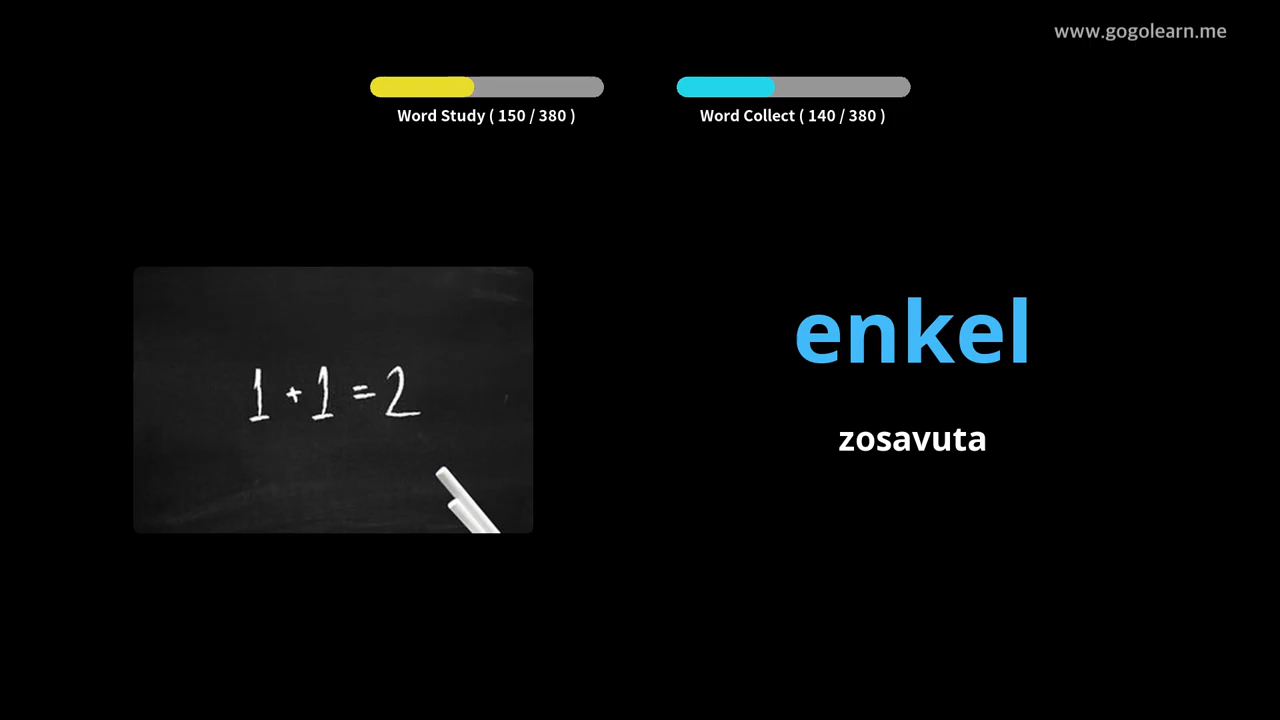 www.gogolearn.me
Word Study ( 150 / 380 )
Word Collect ( 140 / 380 )
1 + 1 = 2
enkel
zosavuta